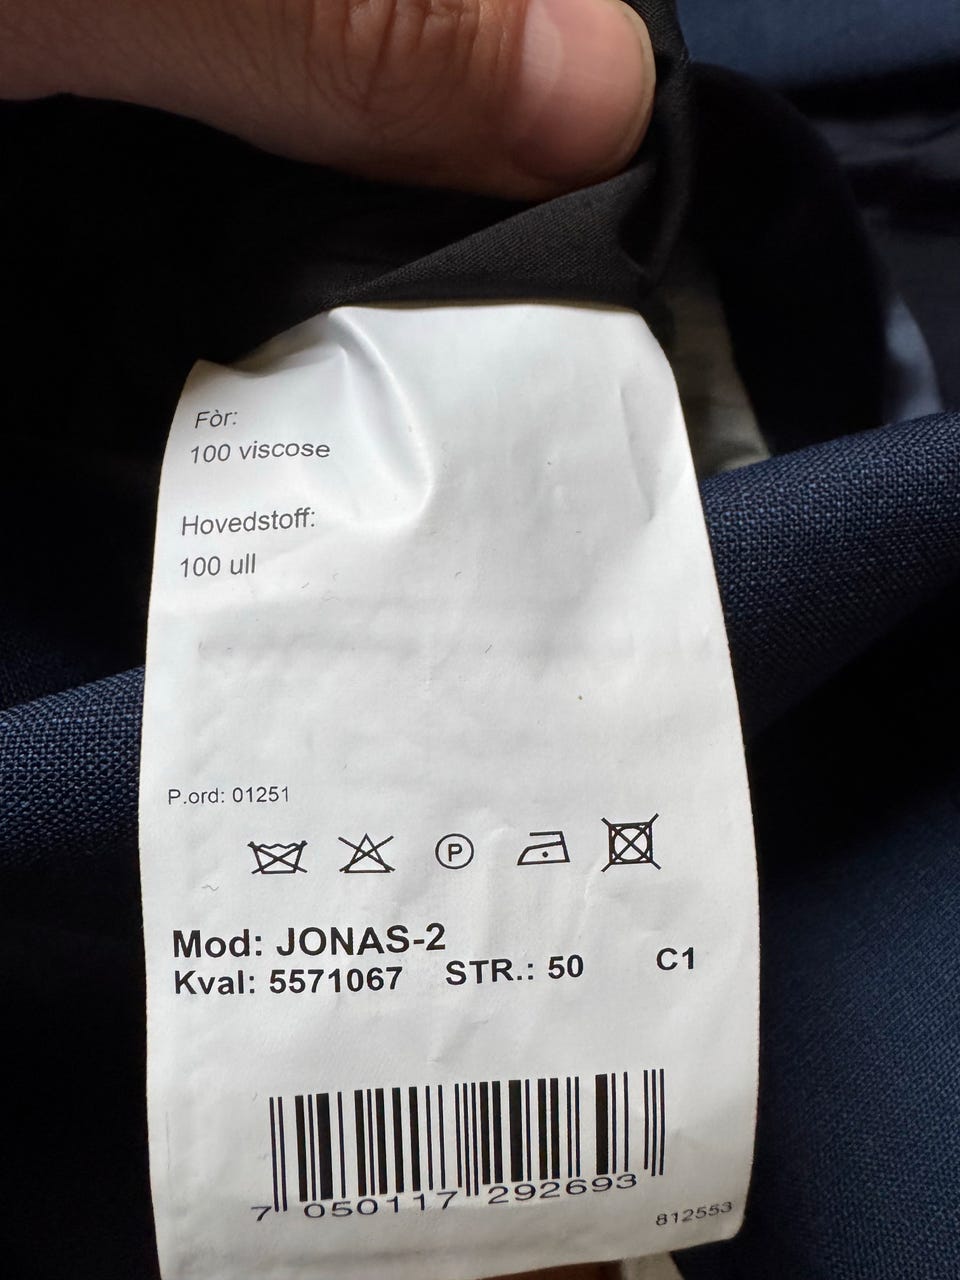 Fòr:
100 viscose
Hovedstoff:
100 ull
P.ord: 01251
P
Mod: JONAS-2
Kval: 5571067 STR.: 50 C1
7 050117 292693
812553